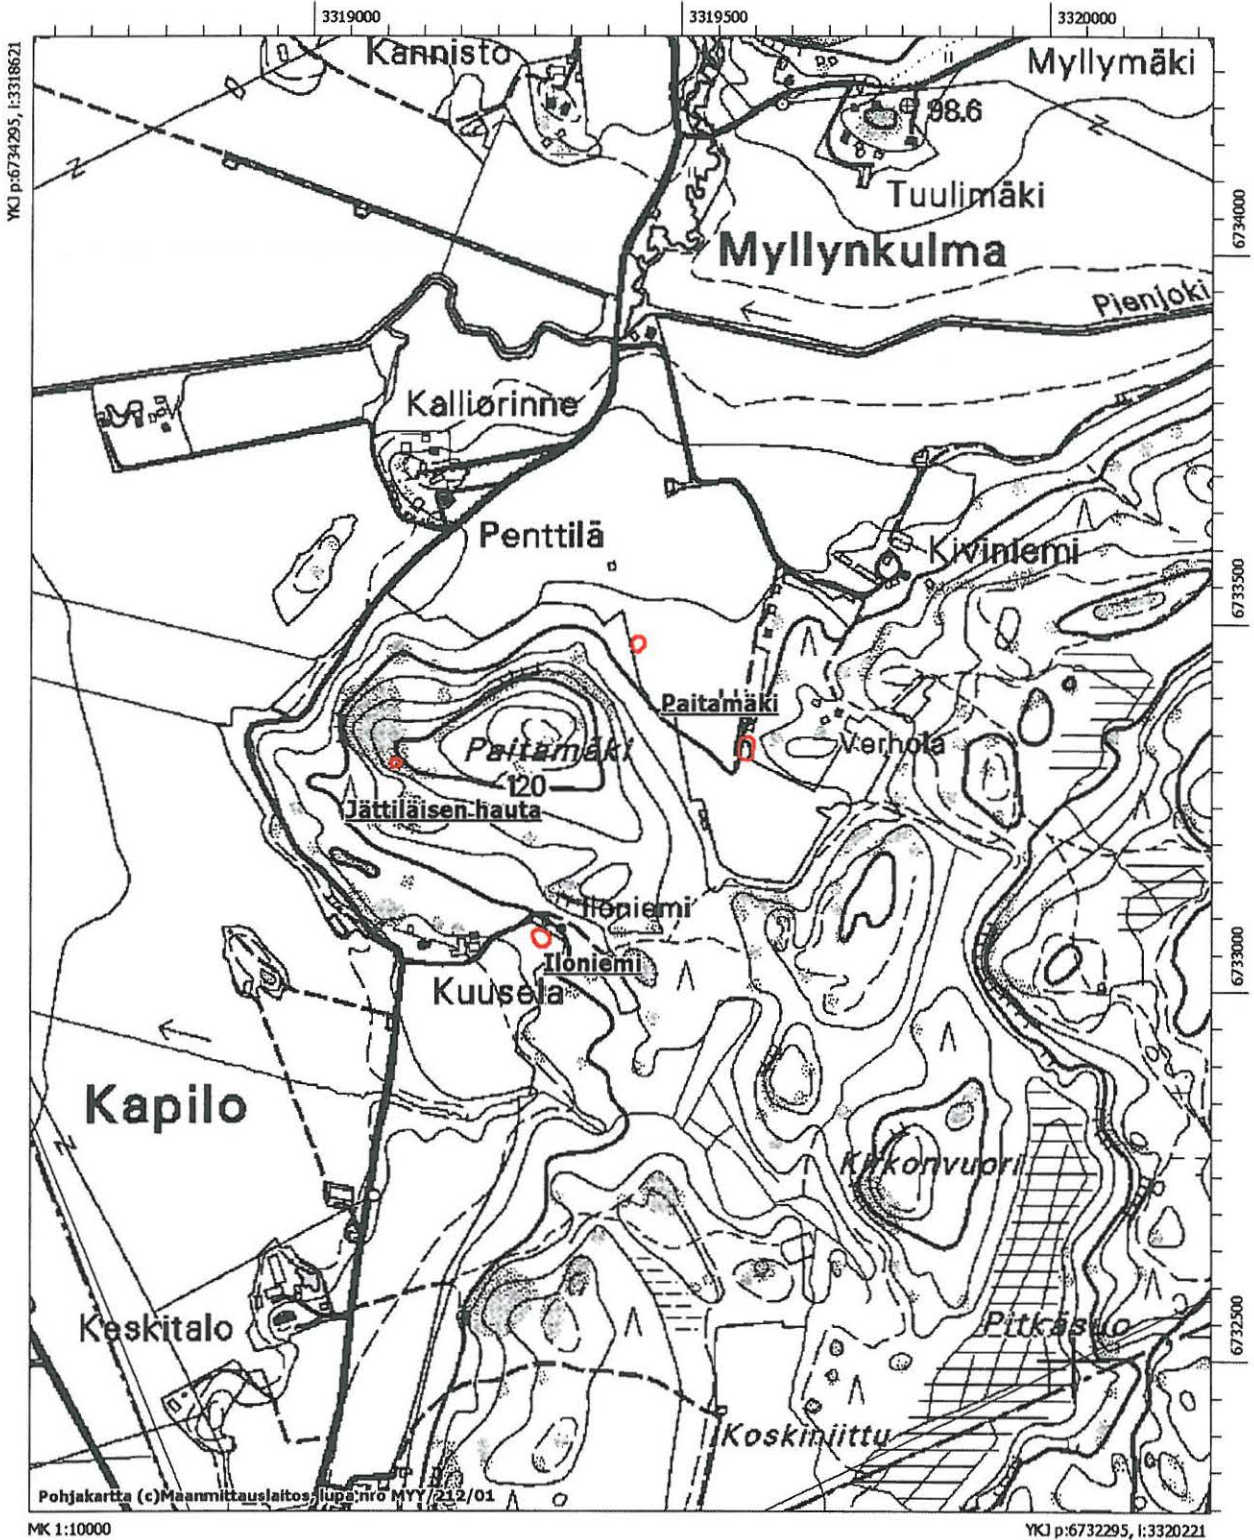 3319000
3319500
3320000
YKJ p:6734295, l:3318621
Kannisto
Myllymäki
98.6
Tuulimäki
Myllynkulma
6734000
Pienjoki
Kalliorinne
Penttilä
Kiviniemi
6733500
Paitamäki
Paitamäki
Verhola
120
Jättiläisen hauta
Iloniemi
Iloniemi
Kuusela
6733000
Kapilo
Kirkonvuori
Keskitalo
Pitkäsuo
6732500
Koskiniittu
Pohjakartta (c)Maanmittauslaitos, lupa nro MYY/212/01
MK 1:10000
YKJ p:6732295, l:3320221